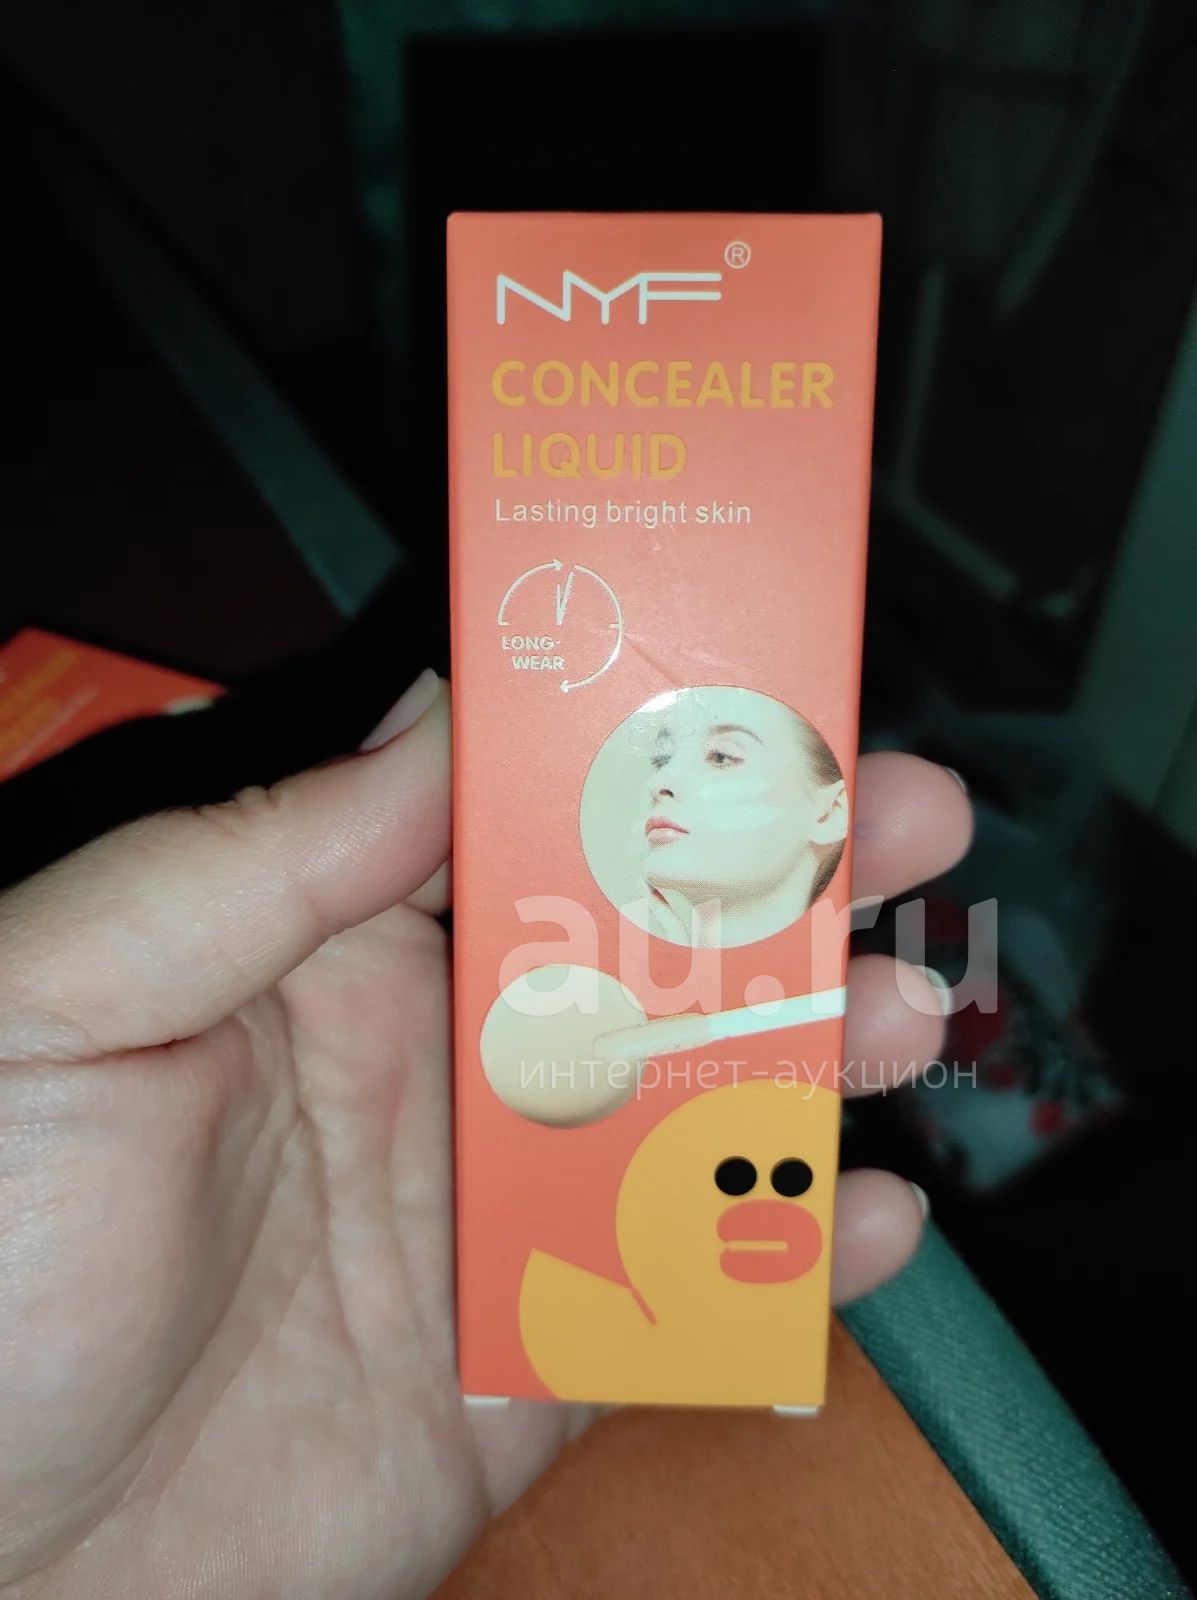 NYF®
CONCEALER
LIQUID
Lasting bright skin
LONG-
WEAR
au.ru
интернет-аукцион